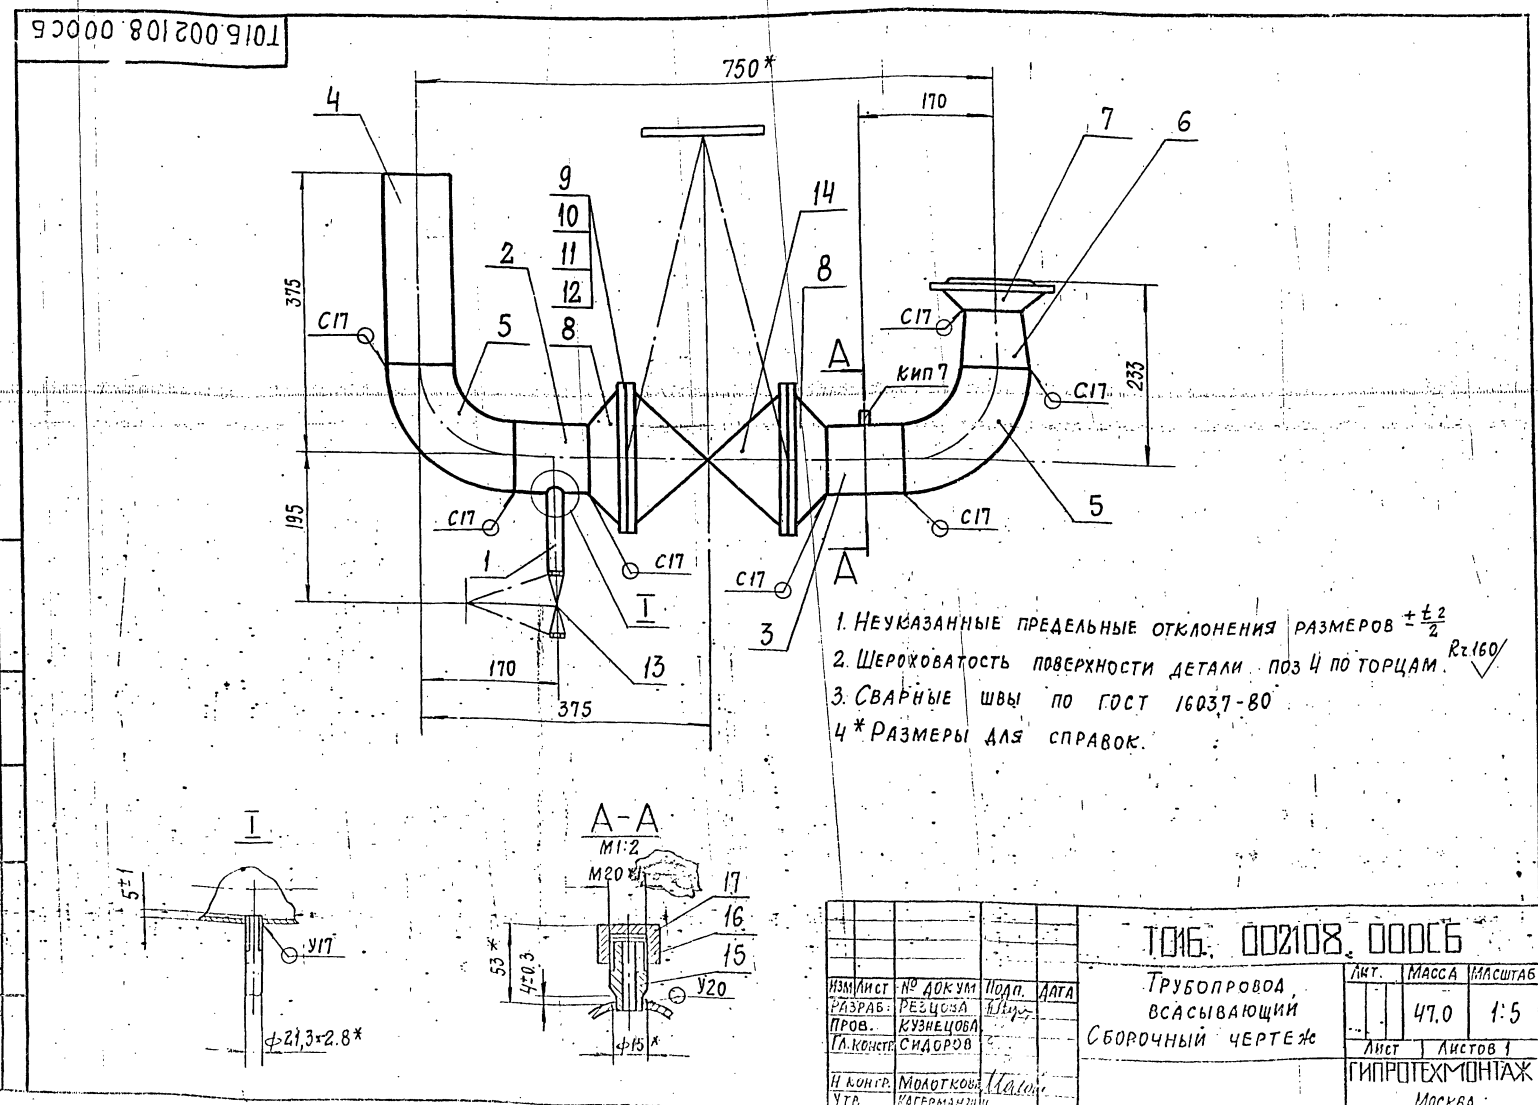 Т016.002108.000СБ
750*
170
4
7
6
9
10
11
12
14
2
8
375
5
8
С17
С17
А
КИП 7
233
С17
5
195
С17
1
С17
С17
С17
А
I
3
13
170
375
1. НЕУКАЗАННЫЕ ПРЕДЕЛЬНЫЕ ОТКЛОНЕНИЯ РАЗМЕРОВ ± t2/2
2. ШЕРОХОВАТОСТЬ ПОВЕРХНОСТИ ДЕТАЛИ ПОЗ 4 ПО ТОРЦАМ. Rz160
3. СВАРНЫЕ ШВЫ ПО ГОСТ 16037-80
4 * РАЗМЕРЫ ДЛЯ СПРАВОК.
I
5±1
У17
ф21,3×2.8*
А-А
М1:2
М20×1
17
16
15
У20
53*
4±0.3
ф15*
Т016. 002108. 000СБ
ТРУБОПРОВОД
ВСАСЫВАЮЩИЙ
СБОРОЧНЫЙ ЧЕРТЕЖ
ЛИТ. МАССА МАСШТАБ
47.0 1:5
ЛИСТ ЛИСТОВ 1
ГИПРОТЕХМОНТАЖ
МОСКВА
ИЗМ ЛИСТ № ДОКУМ ПОДП. ДАТА
РАЗРАБ. РЕЗЦОВА
ПРОВ. КУЗНЕЦОВА
ГЛ.КОНСТР СИДОРОВ
Н КОНТР. МОЛОТКОВА
УТВ.